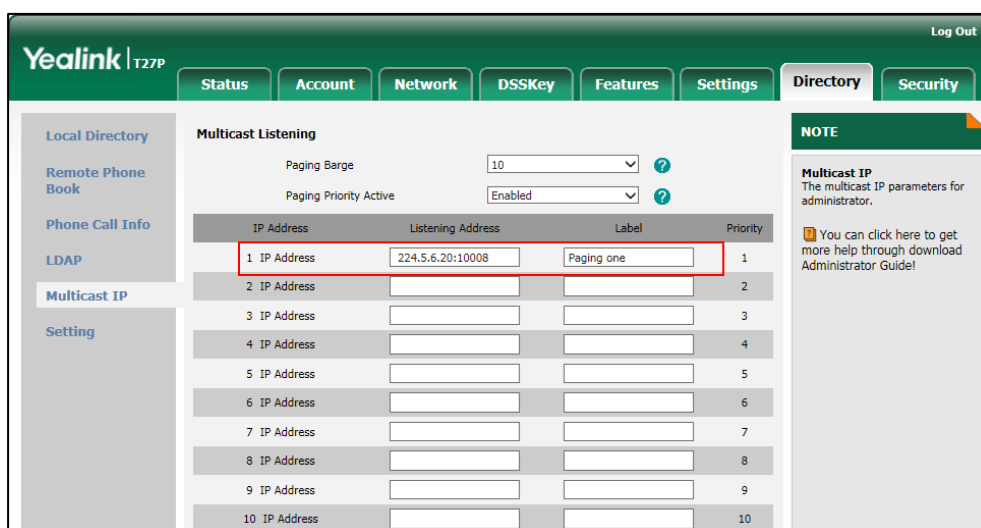 Log Out
Yealink | T27P
Status Account Network DSSKey Features Settings Directory Security
Local Directory
Remote Phone
Book
Phone Call Info
LDAP
Multicast IP
Setting
Multicast Listening
Paging Barge 10
Paging Priority Active Enabled
IP Address Listening Address Label Priority
1 IP Address 224.5.6.20:10008 Paging one 1
2 IP Address 2
3 IP Address 3
4 IP Address 4
5 IP Address 5
6 IP Address 6
7 IP Address 7
8 IP Address 8
9 IP Address 9
10 IP Address 10
NOTE
Multicast IP
The multicast IP parameters for
administrator.
You can click here to get
more help through download
Administrator Guide!